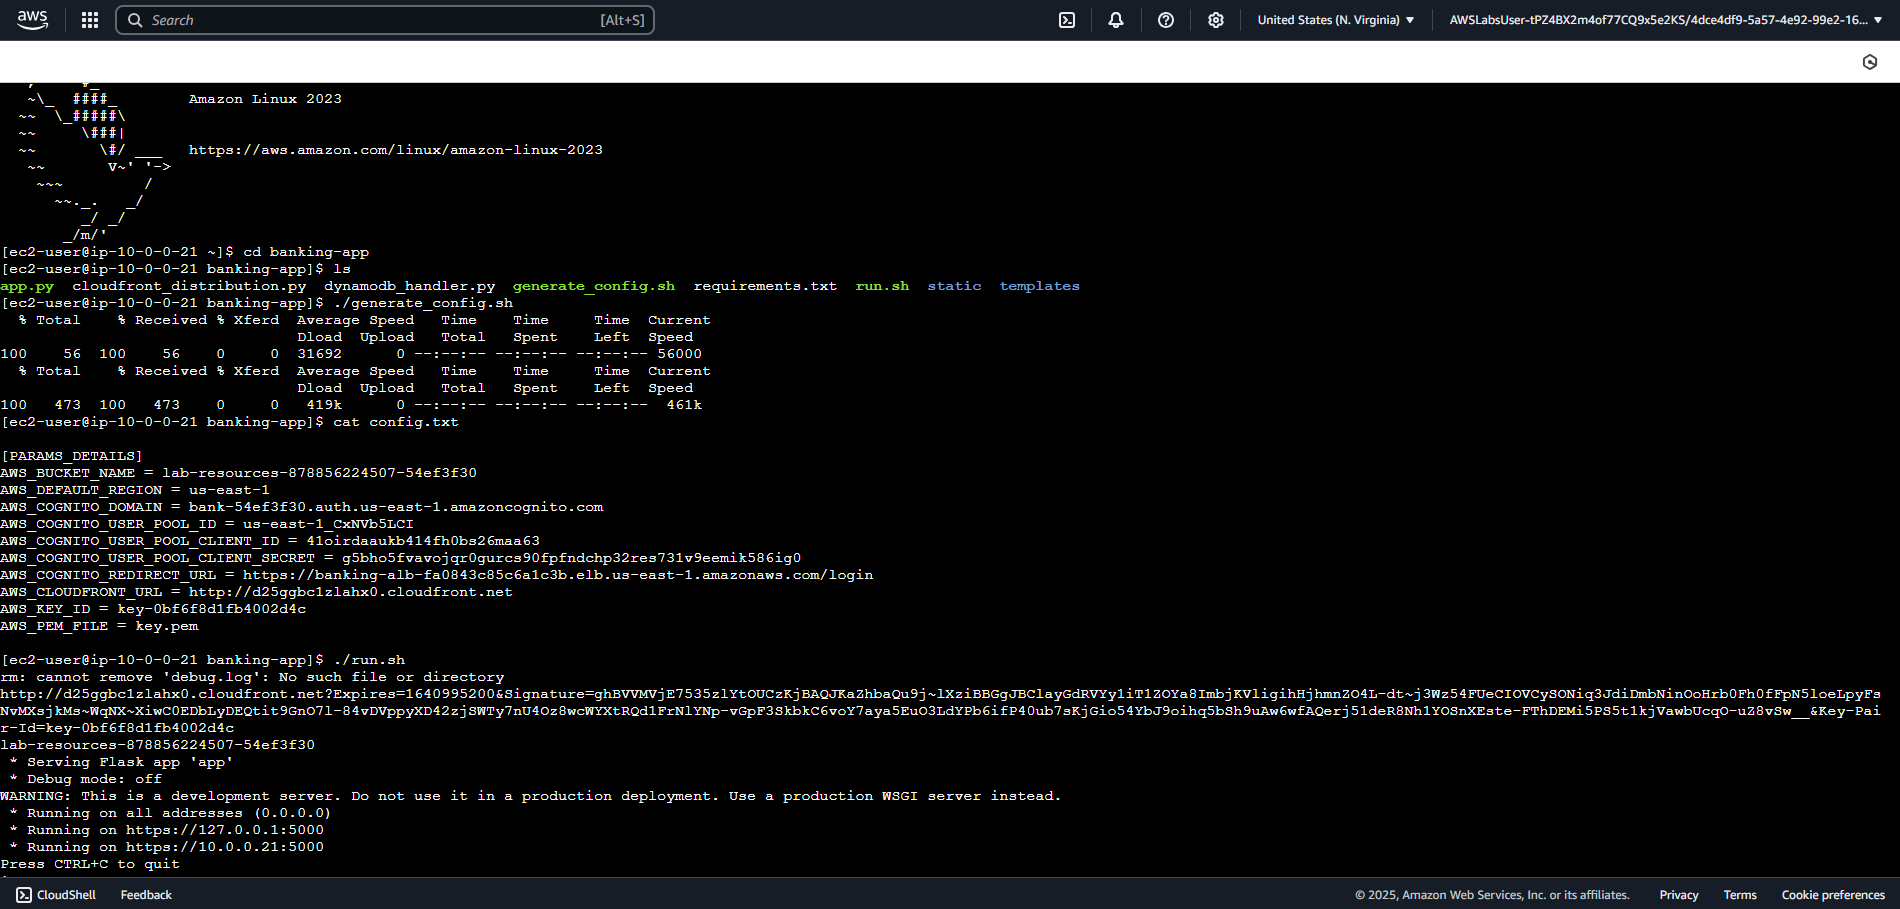 aws
Search
[Alt+S]
United States (N. Virginia)
AWSLabsUser-tPZ4BX2m4of77CQ9x5e2KS/4dce4df9-5a57-4e92-99e2-16...
  ,     #_
  ~\_  ####_        Amazon Linux 2023
 ~~  \_#####\
 ~~     \###|
 ~~       \#/ ___   https://aws.amazon.com/linux/amazon-linux-2023
  ~~       V~' '->
   ~~~         /
     ~~._.   _/
        _/ _/
      _/m/'
[ec2-user@ip-10-0-0-21 ~]$ cd banking-app
[ec2-user@ip-10-0-0-21 banking-app]$ ls
app.py  cloudfront_distribution.py  dynamodb_handler.py  generate_config.sh  requirements.txt  run.sh  static  templates
[ec2-user@ip-10-0-0-21 banking-app]$ ./generate_config.sh
  % Total    % Received % Xferd  Average Speed   Time    Time     Time  Current
                                 Dload  Upload   Total   Spent    Left  Speed
100    56  100    56    0     0  31692      0 --:--:-- --:--:-- --:--:-- 56000
  % Total    % Received % Xferd  Average Speed   Time    Time     Time  Current
                                 Dload  Upload   Total   Spent    Left  Speed
100   473  100   473    0     0   419k      0 --:--:-- --:--:-- --:--:--  461k
[ec2-user@ip-10-0-0-21 banking-app]$ cat config.txt
[PARAMS_DETAILS]
AWS_BUCKET_NAME = lab-resources-878856224507-54ef3f30
AWS_DEFAULT_REGION = us-east-1
AWS_COGNITO_DOMAIN = bank-54ef3f30.auth.us-east-1.amazoncognito.com
AWS_COGNITO_USER_POOL_ID = us-east-1_CxNVb5LCI
AWS_COGNITO_USER_POOL_CLIENT_ID = 41oirdaaukb414fh0bs26maa63
AWS_COGNITO_USER_POOL_CLIENT_SECRET = g5bho5fvavojqr0gurcs90fpfndchp32res731v9eemik586ig0
AWS_COGNITO_REDIRECT_URL = https://banking-alb-fa0843c85c6a1c3b.elb.us-east-1.amazonaws.com/login
AWS_CLOUDFRONT_URL = http://d25ggbc1zlahx0.cloudfront.net
AWS_KEY_ID = key-0bf6f8d1fb4002d4c
AWS_PEM_FILE = key.pem
[ec2-user@ip-10-0-0-21 banking-app]$ ./run.sh
rm: cannot remove 'debug.log': No such file or directory
http://d25ggbc1zlahx0.cloudfront.net?Expires=1640995200&Signature=ghBVVMVjE7535zlYtOUCzKjBAQJKaZhbaQu9j~lXziBBGgJBClayGdRVYy1iT1ZOYa8ImbjKVligihHjhmnZO4L-dt~j3Wz54FUeCIOVCySONiq3JdiDmbNinOoHrb0Fh0fFpN5loeLpyFs
NvMXsjkMs~WqNX~XiwC0EDbLyDEQtit9GnO7l-84vDVppyXD42zjSWTy7nU4Oz8wcWYXtRQd1FrNlYNp-vGpF3SkbkC6voY7aya5EuO3LdYPb6ifP40ub7sKjGio54YbJ9oihq5bSh9uAw6wfAQerj51deR8Nh1YOSnXEste-FThDEMi5PS5t1kjVawbUcqO-uZ8vSw__&Key-Pai
r-Id=key-0bf6f8d1fb4002d4c
lab-resources-878856224507-54ef3f30
 * Serving Flask app 'app'
 * Debug mode: off
WARNING: This is a development server. Do not use it in a production deployment. Use a production WSGI server instead.
 * Running on all addresses (0.0.0.0)
 * Running on https://127.0.0.1:5000
 * Running on https://10.0.0.21:5000
Press CTRL+C to quit
CloudShell
Feedback
© 2025, Amazon Web Services, Inc. or its affiliates.
Privacy
Terms
Cookie preferences